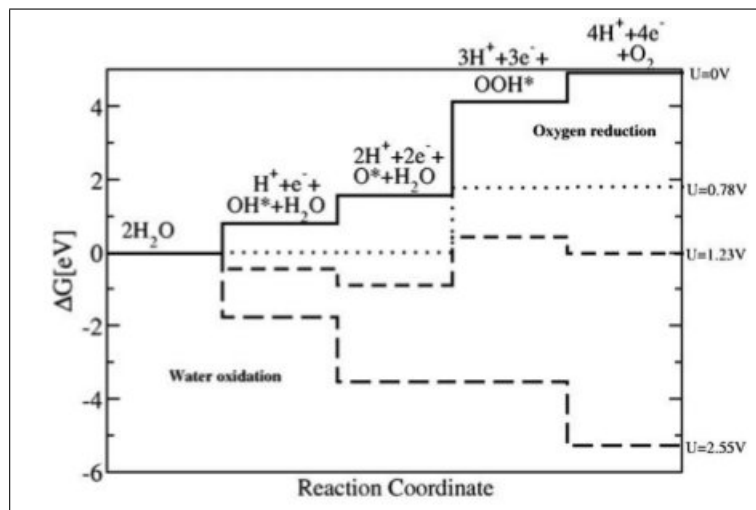 4H⁺+4e⁻
+O₂
3H⁺+3e⁻+
OOH*
U=0V
4
Oxygen reduction
2H⁺+2e⁻+
O*+H₂O
H⁺+e⁻+
OH*+H₂O
2
U=0.78V
2H₂O
0
U=1.23V
ΔG[eV]
-2
Water oxidation
-4
U=2.55V
-6
Reaction Coordinate